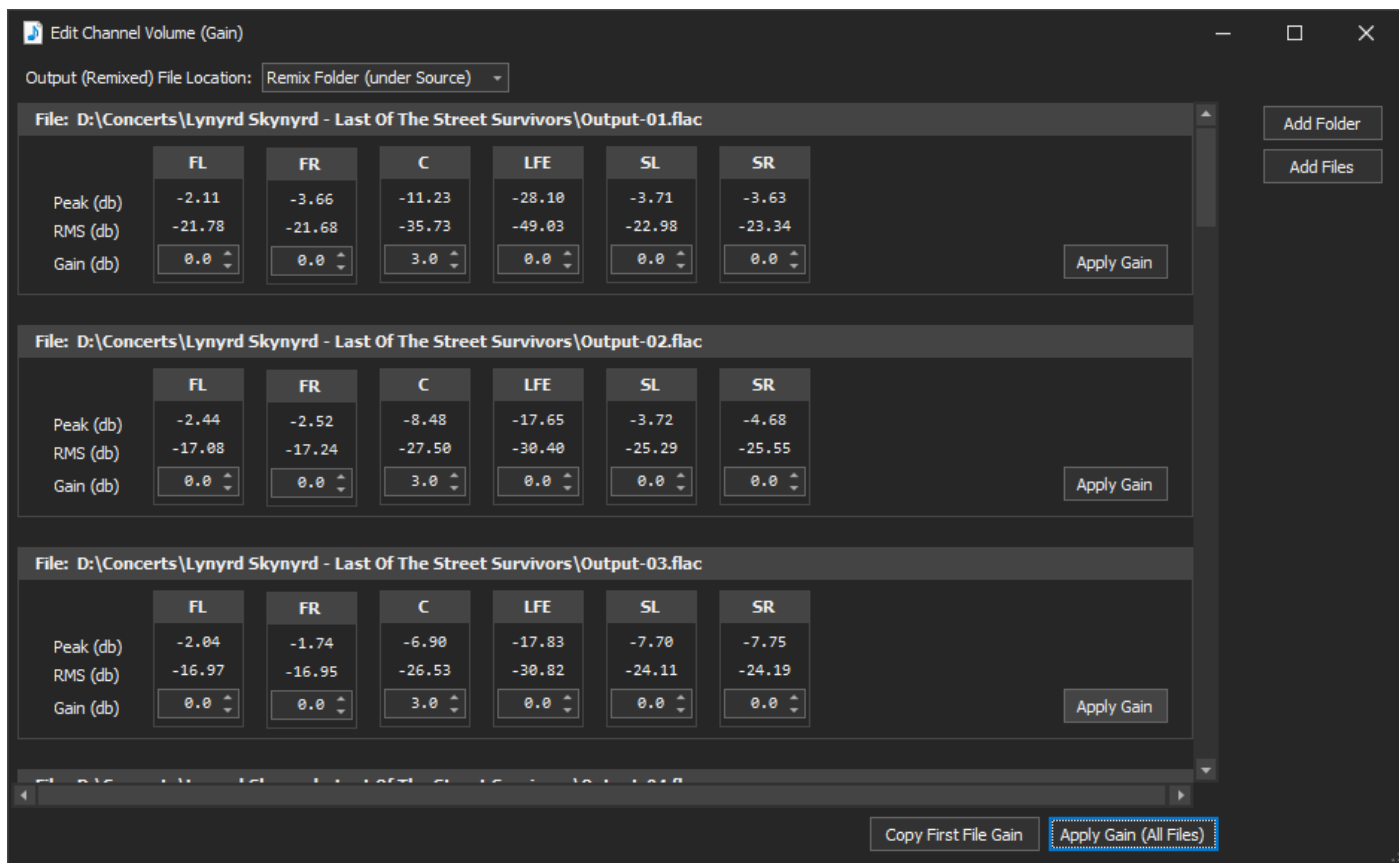 Edit Channel Volume (Gain)
Output (Remixed) File Location: Remix Folder (under Source)
File: D:\Concerts\Lynyrd Skynyrd - Last Of The Street Survivors\Output-01.flac
Add Folder
Add Files
FL FR C LFE SL SR
Peak (db) -2.11 -3.66 -11.23 -28.10 -3.71 -3.63
RMS (db) -21.78 -21.68 -35.73 -49.03 -22.98 -23.34
Gain (db) 0.0 0.0 3.0 0.0 0.0 0.0 Apply Gain
File: D:\Concerts\Lynyrd Skynyrd - Last Of The Street Survivors\Output-02.flac
FL FR C LFE SL SR
Peak (db) -2.44 -2.52 -8.48 -17.65 -3.72 -4.68
RMS (db) -17.08 -17.24 -27.50 -30.40 -25.29 -25.55
Gain (db) 0.0 0.0 3.0 0.0 0.0 0.0 Apply Gain
File: D:\Concerts\Lynyrd Skynyrd - Last Of The Street Survivors\Output-03.flac
FL FR C LFE SL SR
Peak (db) -2.04 -1.74 -6.90 -17.83 -7.70 -7.75
RMS (db) -16.97 -16.95 -26.53 -30.82 -24.11 -24.19
Gain (db) 0.0 0.0 3.0 0.0 0.0 0.0 Apply Gain
Copy First File Gain Apply Gain (All Files)